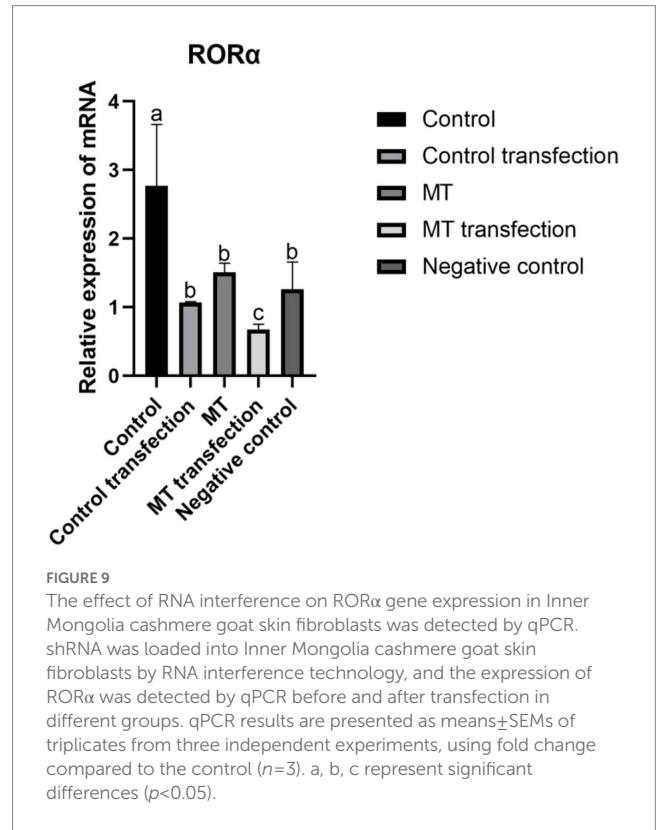 RORα
Relative expression of mRNA
4
3
2
1
0
a
b
b
c
b
Control
Control transfection
MT
MT transfection
Negative control
Control
Control transfection
MT
MT transfection
Negative control
FIGURE 9
The effect of RNA interference on RORα gene expression in Inner
Mongolia cashmere goat skin fibroblasts was detected by qPCR.
shRNA was loaded into Inner Mongolia cashmere goat skin
fibroblasts by RNA interference technology, and the expression of
RORα was detected by qPCR before and after transfection in
different groups. qPCR results are presented as means±SEMs of
triplicates from three independent experiments, using fold change
compared to the control (n=3). a, b, c represent significant
differences (p<0.05).